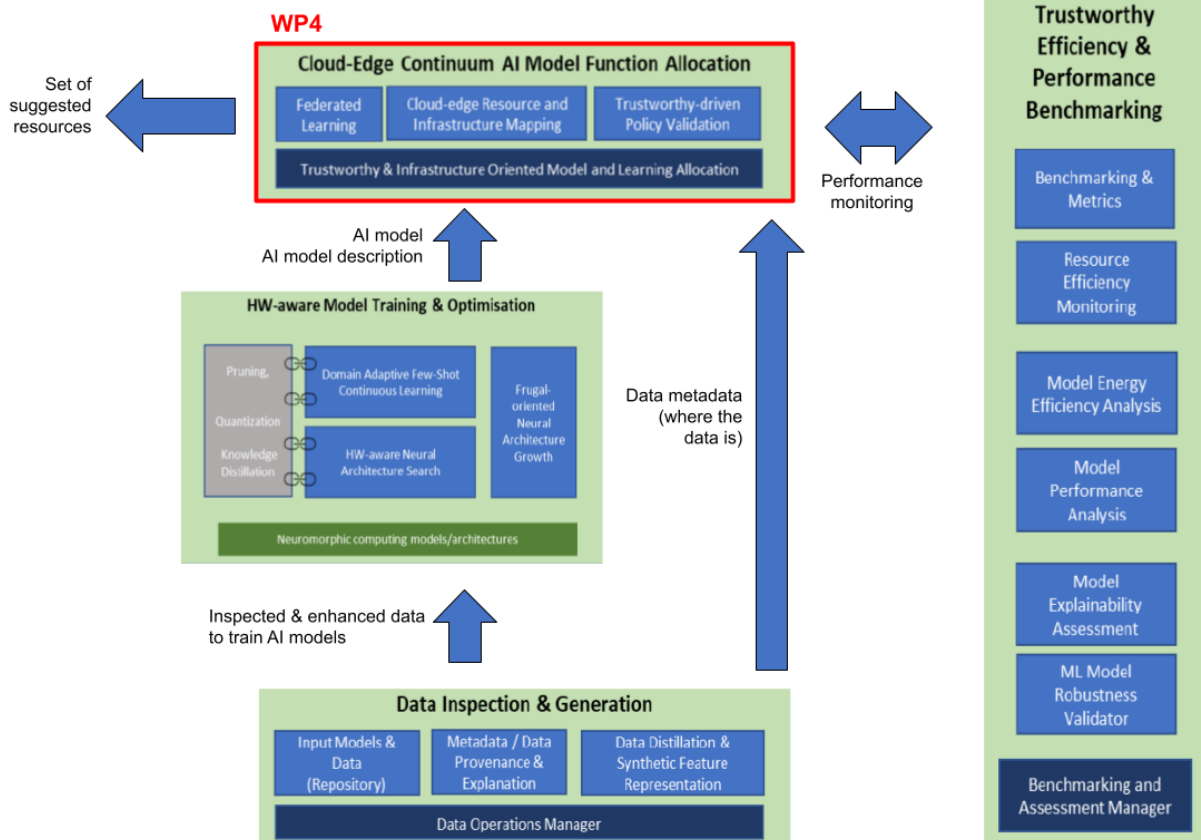 WP4
Cloud-Edge Continuum AI Model Function Allocation
Federated
Learning
Cloud-edge Resource and
Infrastructure Mapping
Trustworthy-driven
Policy Validation
Trustworthy & Infrastructure Oriented Model and Learning Allocation
Set of
suggested
resources
Performance
monitoring
AI model
AI model description
HW-aware Model Training & Optimisation
Pruning,
Quantization
Knowledge
Distillation
Domain Adaptive Few-Shot
Continuous Learning
HW-aware Neural
Architecture Search
Frugal-
oriented
Neural
Architecture
Growth
Neuromorphic computing models/architectures
Data metadata
(where the
data is)
Inspected & enhanced data
to train AI models
Data Inspection & Generation
Input Models &
Data
(Repository)
Metadata / Data
Provenance &
Explanation
Data Distillation &
Synthetic Feature
Representation
Data Operations Manager
Trustworthy
Efficiency &
Performance
Benchmarking
Benchmarking &
Metrics
Resource
Efficiency
Monitoring
Model Energy
Efficiency Analysis
Model
Performance
Analysis
Model
Explainability
Assessment
ML Model
Robustness
Validator
Benchmarking and
Assessment Manager